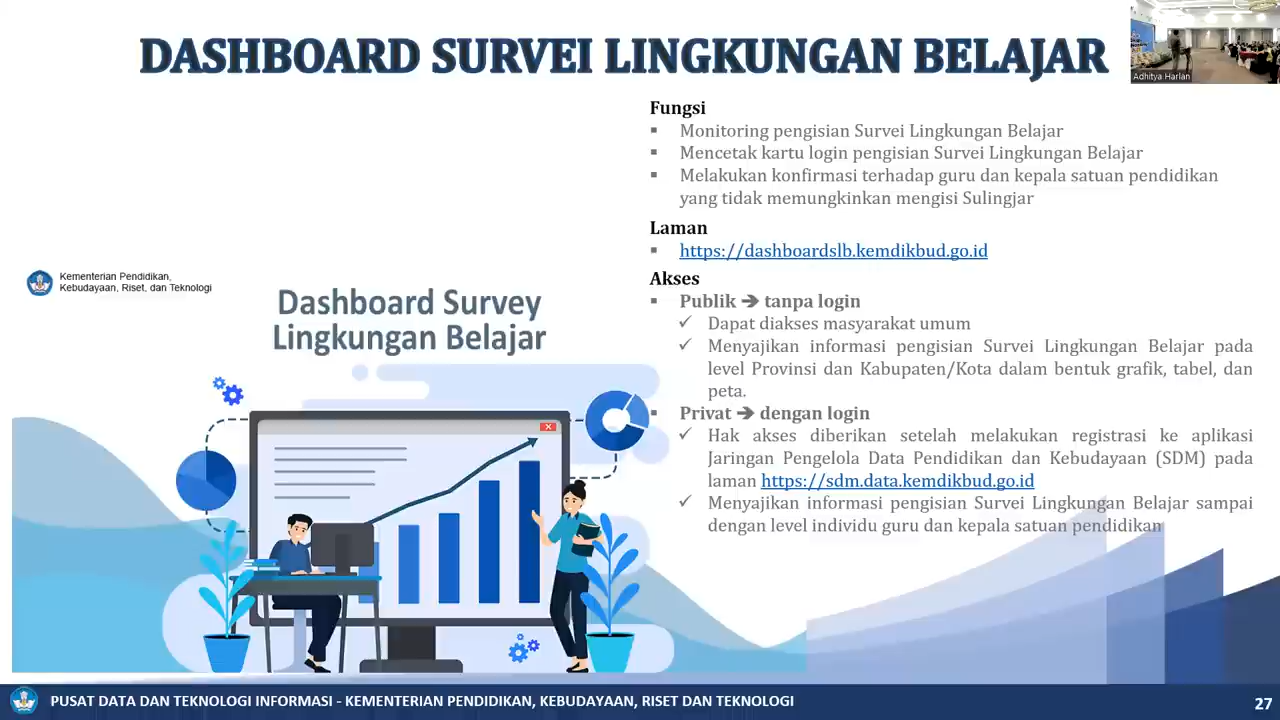 DASHBOARD SURVEI LINGKUNGAN BELAJAR
Adhitya Harlan
Fungsi
▪ Monitoring pengisian Survei Lingkungan Belajar
▪ Mencetak kartu login pengisian Survei Lingkungan Belajar
▪ Melakukan konfirmasi terhadap guru dan kepala satuan pendidikan
yang tidak memungkinkan mengisi Sulingjar
Laman
▪ https://dashboardslb.kemdikbud.go.id
Akses
▪ Publik ➔ tanpa login
✓ Dapat diakses masyarakat umum
✓ Menyajikan informasi pengisian Survei Lingkungan Belajar pada
level Provinsi dan Kabupaten/Kota dalam bentuk grafik, tabel, dan
peta.
▪ Privat ➔ dengan login
✓ Hak akses diberikan setelah melakukan registrasi ke aplikasi
Jaringan Pengelola Data Pendidikan dan Kebudayaan (SDM) pada
laman https://sdm.data.kemdikbud.go.id
✓ Menyajikan informasi pengisian Survei Lingkungan Belajar sampai
dengan level individu guru dan kepala satuan pendidikan
Kementerian Pendidikan,
Kebudayaan, Riset, dan Teknologi
Dashboard Survey
Lingkungan Belajar
PUSAT DATA DAN TEKNOLOGI INFORMASI - KEMENTERIAN PENDIDIKAN, KEBUDAYAAN, RISET DAN TEKNOLOGI
27